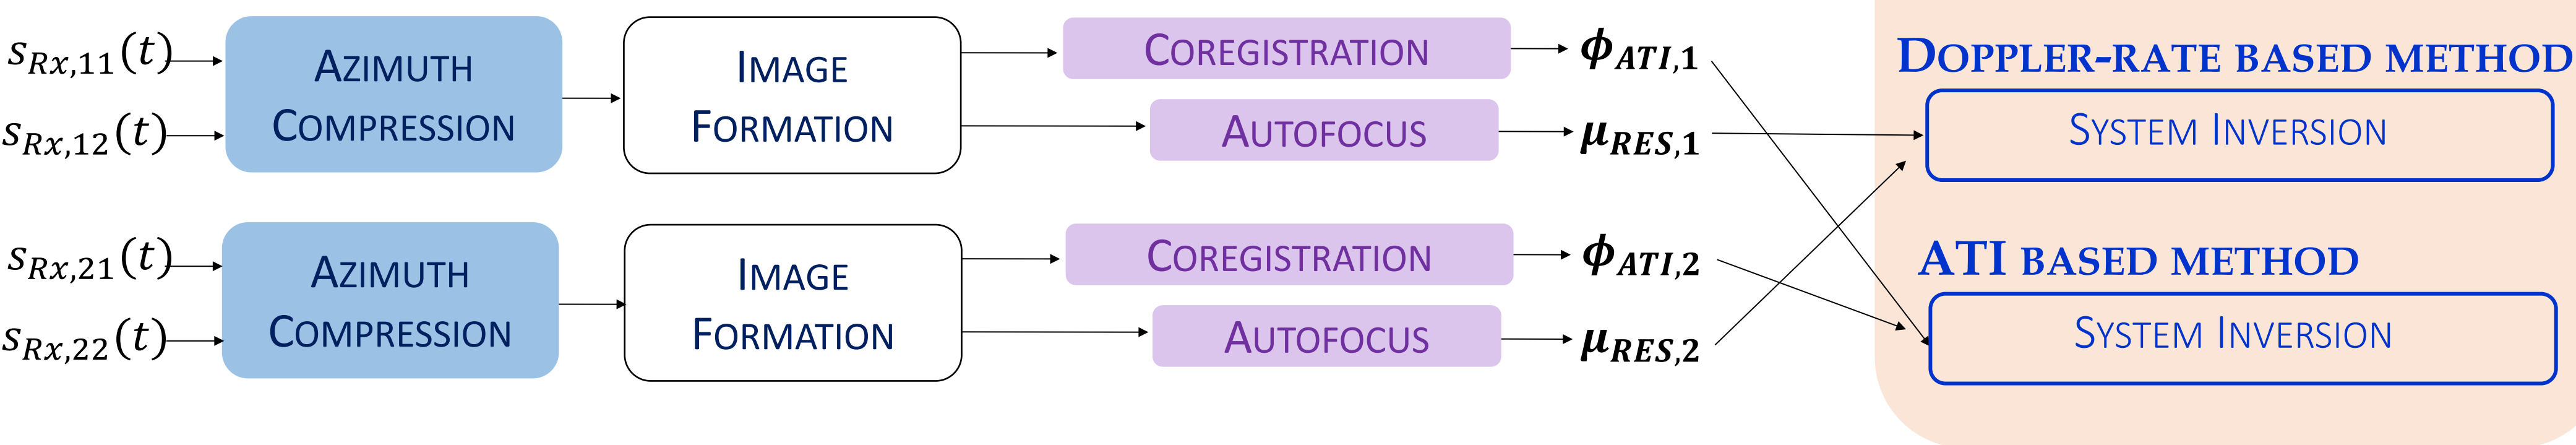 s_{Rx,11}(t)
s_{Rx,12}(t)
AZIMUTH
COMPRESSION
IMAGE
FORMATION
COREGISTRATION
AUTOFOCUS
ϕ_{ATI,1}
μ_{RES,1}
DOPPLER-RATE BASED METHOD
SYSTEM INVERSION
s_{Rx,21}(t)
s_{Rx,22}(t)
AZIMUTH
COMPRESSION
IMAGE
FORMATION
COREGISTRATION
AUTOFOCUS
ϕ_{ATI,2}
μ_{RES,2}
ATI BASED METHOD
SYSTEM INVERSION